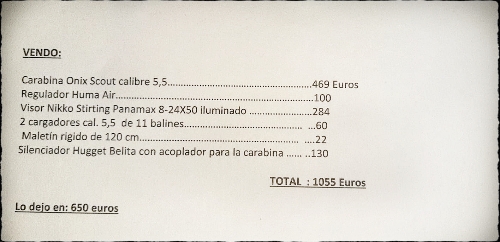 VENDO:
Carabina Onix Scout calibre 5,5......................................................469 Euros
Regulador Huma Air..........................................................................100
Visor Nikko Stirting Panamax 8-24X50 iluminado .......................284
2 cargadores cal. 5,5 de 11 balines........................................... ...60
Maletín rigido de 120 cm........................................................... ....22
Silenciador Hugget Belita con acoplador para la carabina ...... ..130
TOTAL : 1055 Euros
Lo dejo en: 650 euros